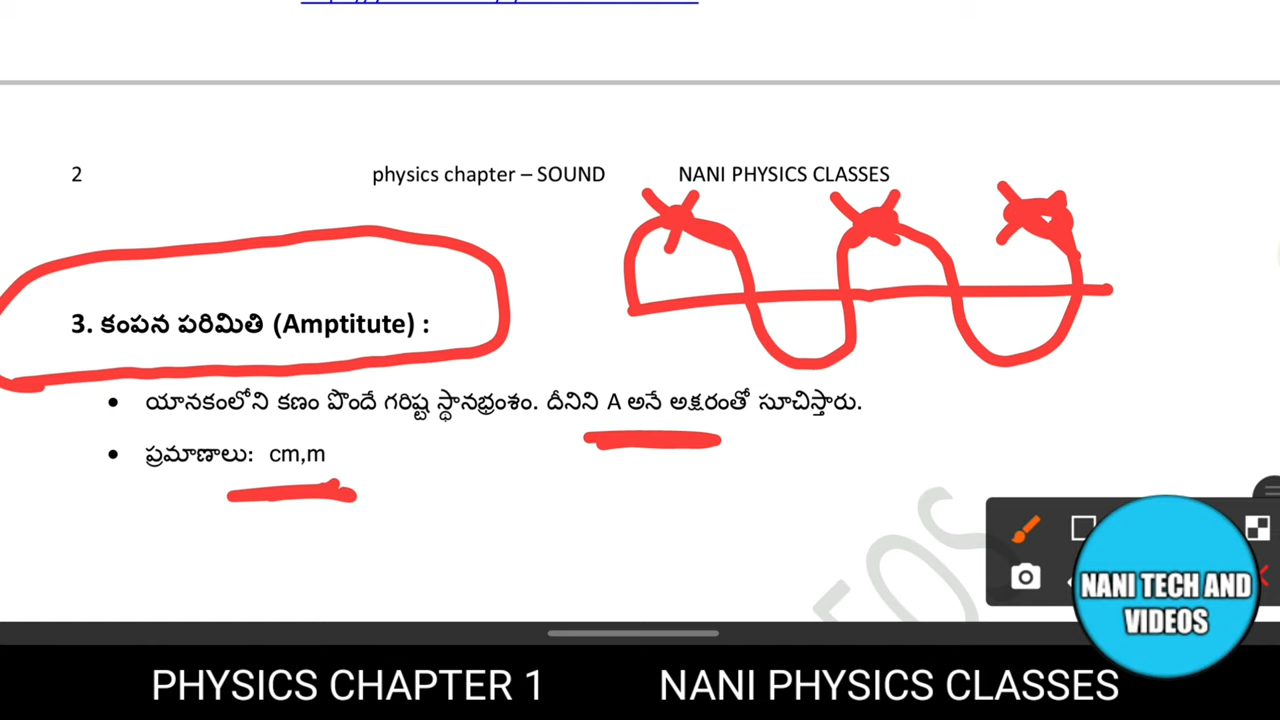 2 physics chapter – SOUND NANI PHYSICS CLASSES
3. కంపన పరిమితి (Amptitute) :
• యానకంలోని కణం పొందే గరిష్ట స్థానభ్రంశం. దీనిని A అనే అక్షరంతో సూచిస్తారు.
• ప్రమాణాలు: cm,m
EOS
NANI TECH AND
VIDEOS
PHYSICS CHAPTER 1 NANI PHYSICS CLASSES